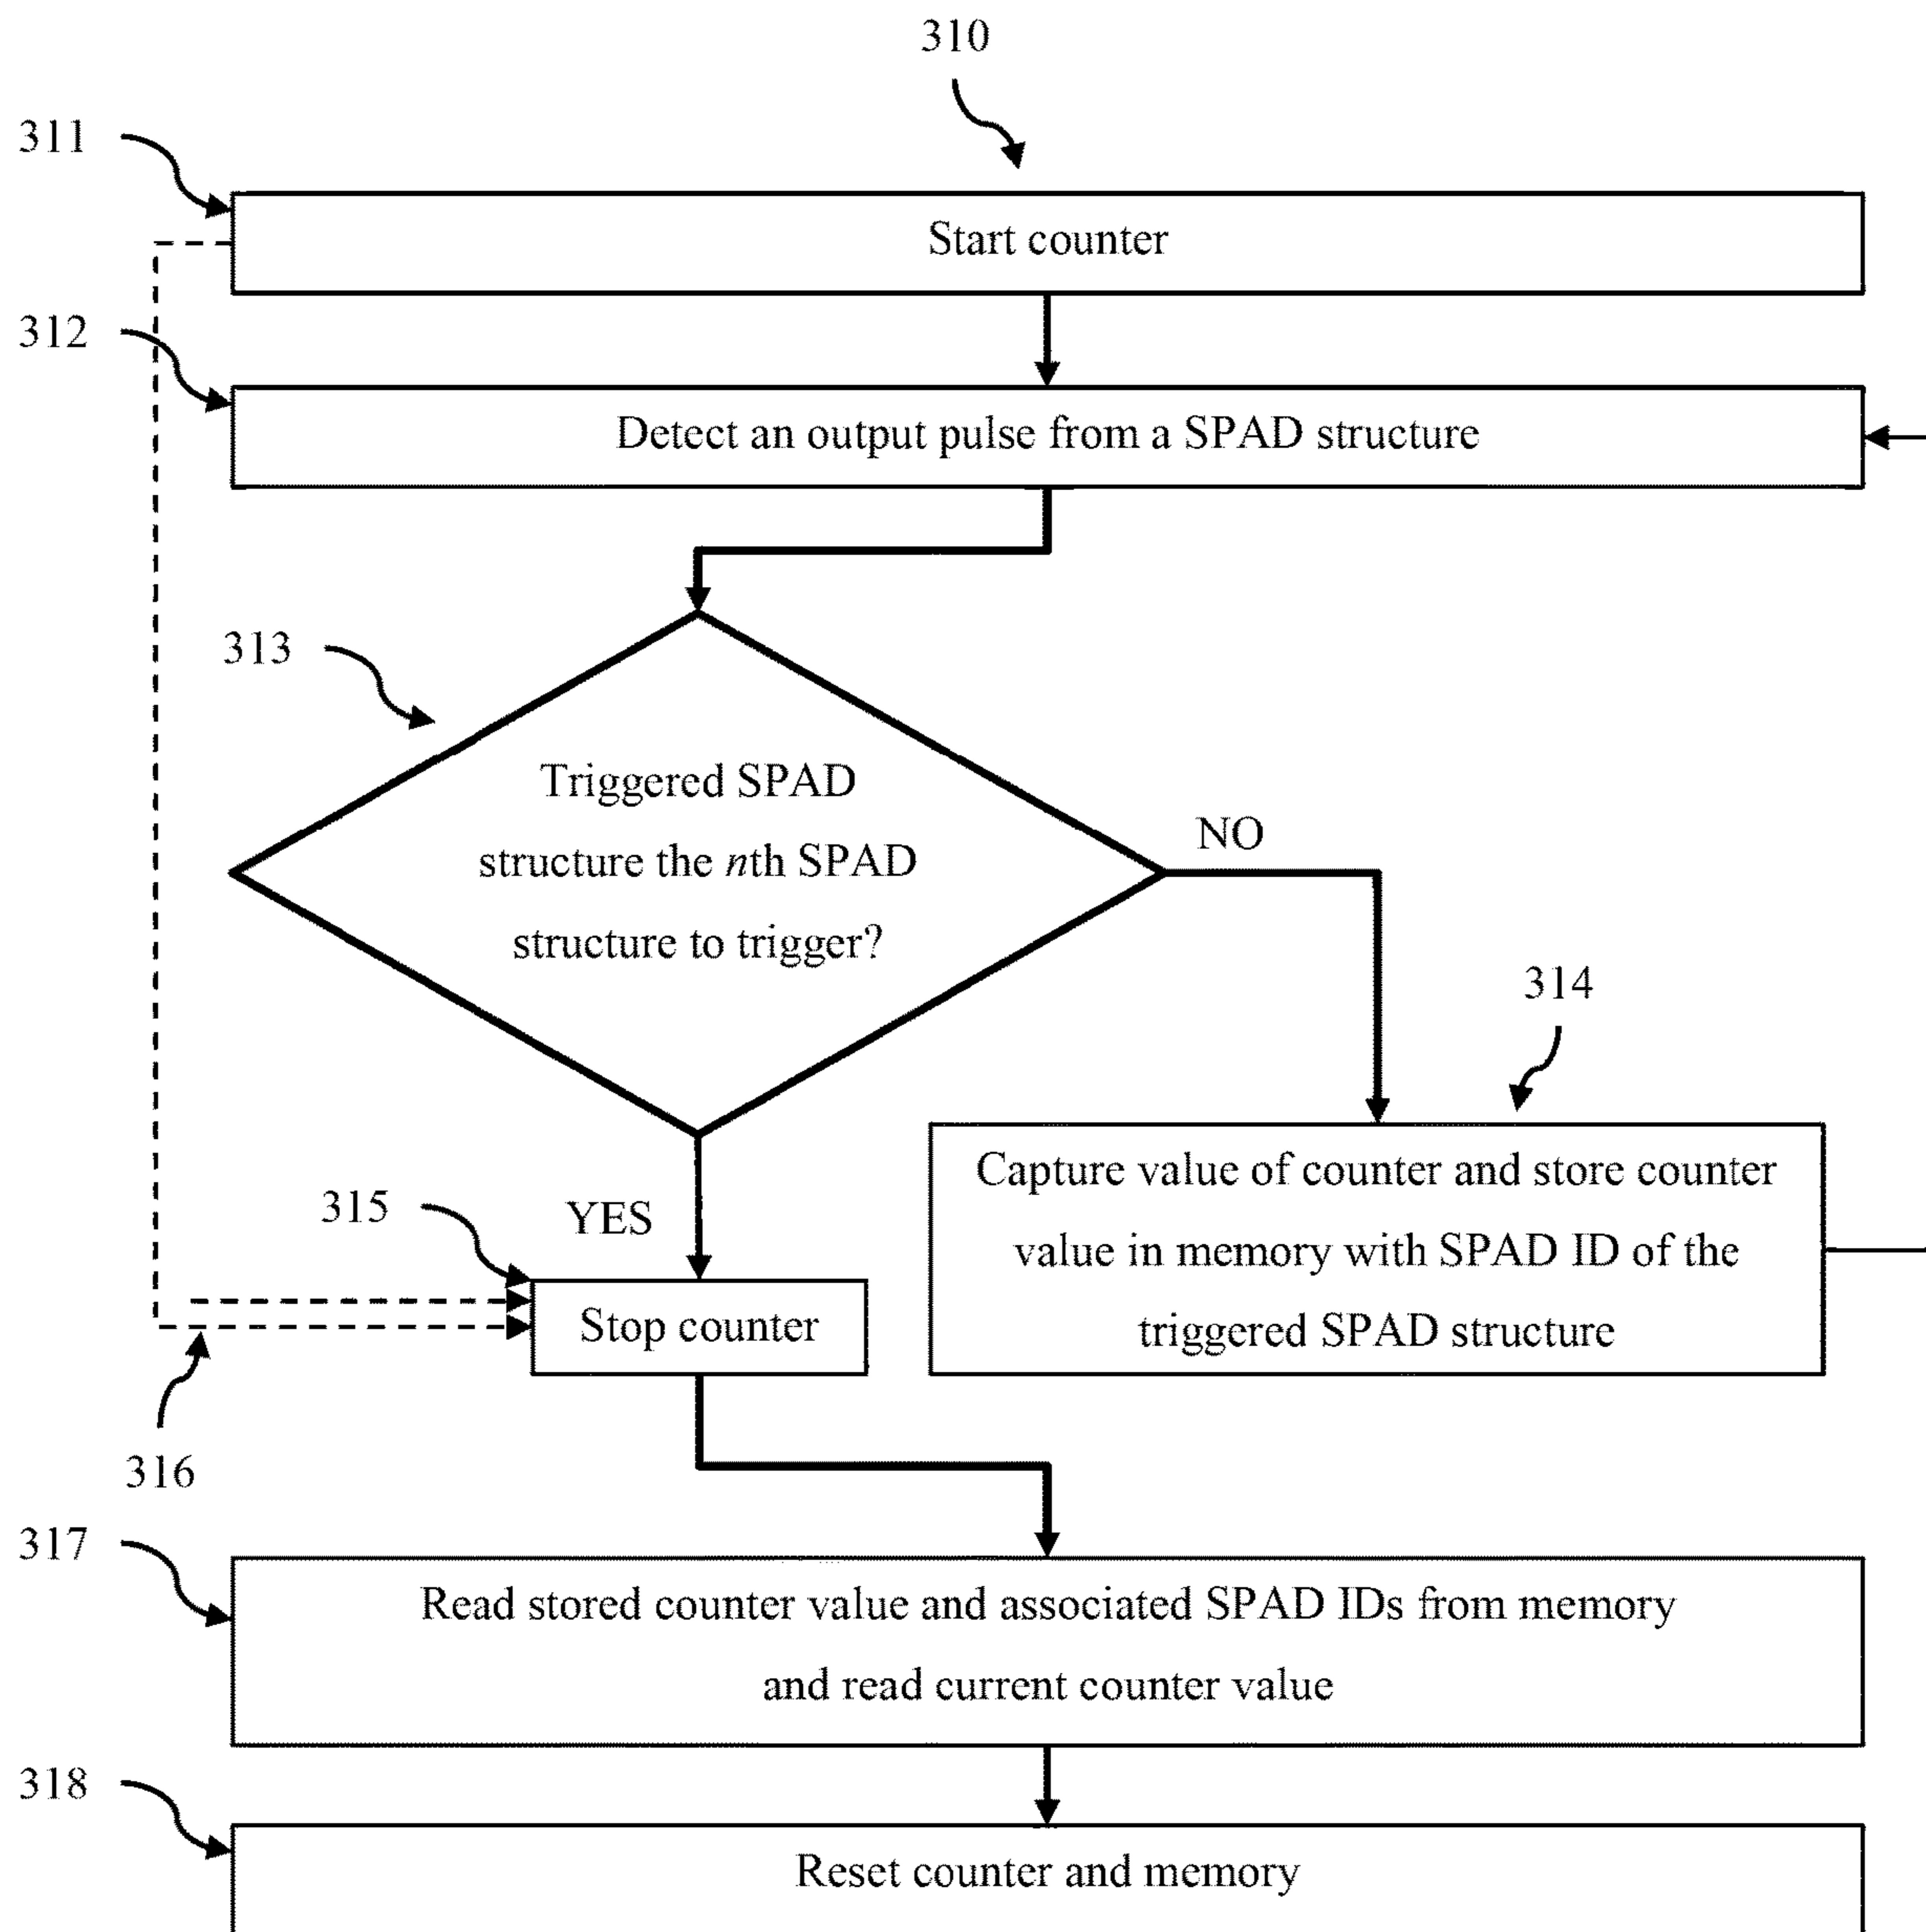 310
311
Start counter
312
Detect an output pulse from a SPAD structure
313
Triggered SPAD
structure the nth SPAD
structure to trigger?
NO
314
Capture value of counter and store counter
value in memory with SPAD ID of the
triggered SPAD structure
315
YES
Stop counter
316
317
Read stored counter value and associated SPAD IDs from memory
and read current counter value
318
Reset counter and memory